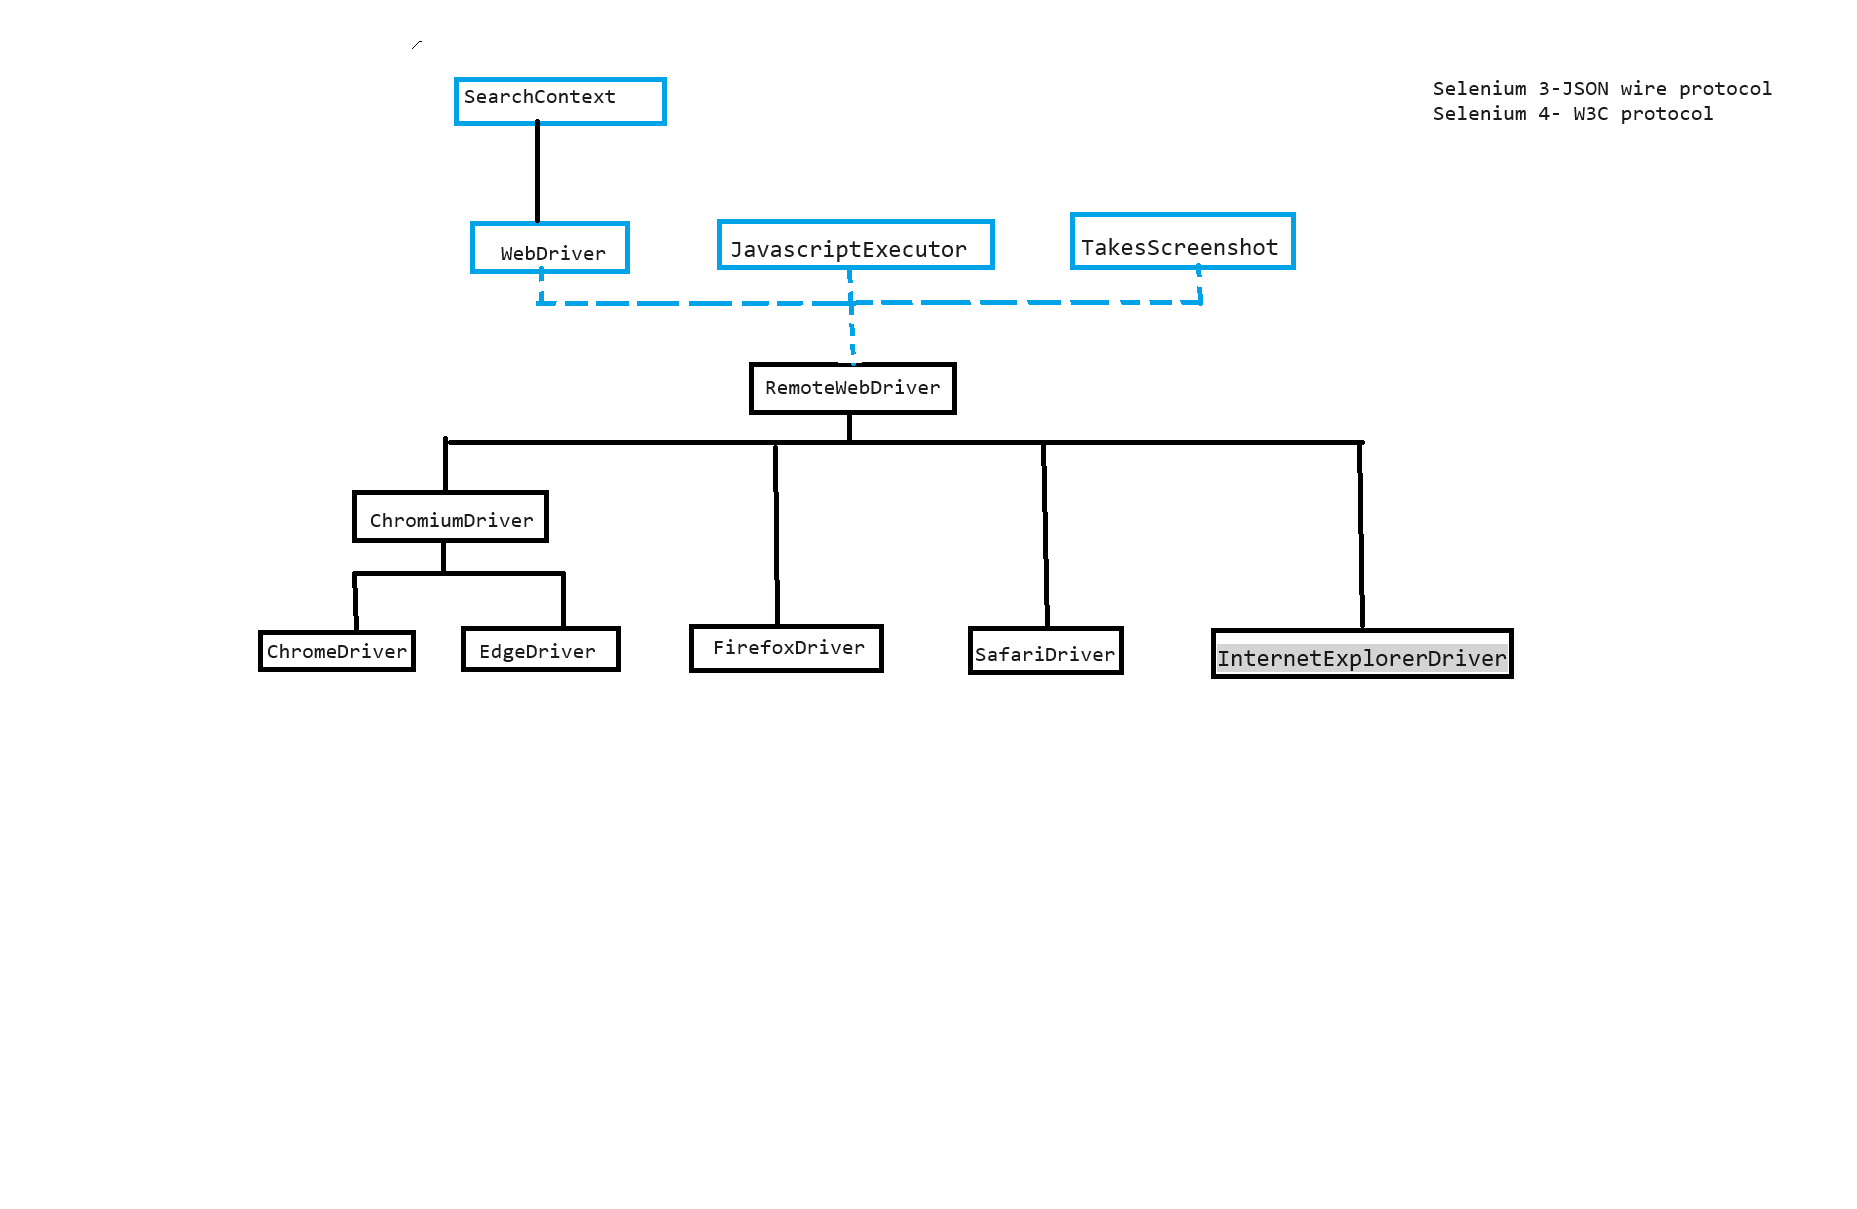 SearchContext
Selenium 3-JSON wire protocol
Selenium 4- W3C protocol
WebDriver
JavascriptExecutor
TakesScreenshot
RemoteWebDriver
ChromiumDriver
ChromeDriver
EdgeDriver
FirefoxDriver
SafariDriver
InternetExplorerDriver